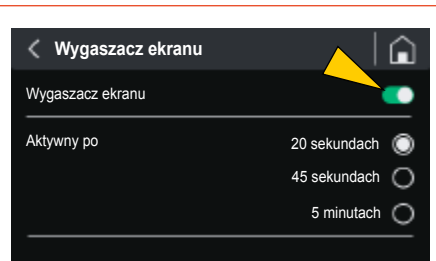 Wygaszacz ekranu
Wygaszacz ekranu
Aktywny po
20 sekundach
45 sekundach
5 minutach